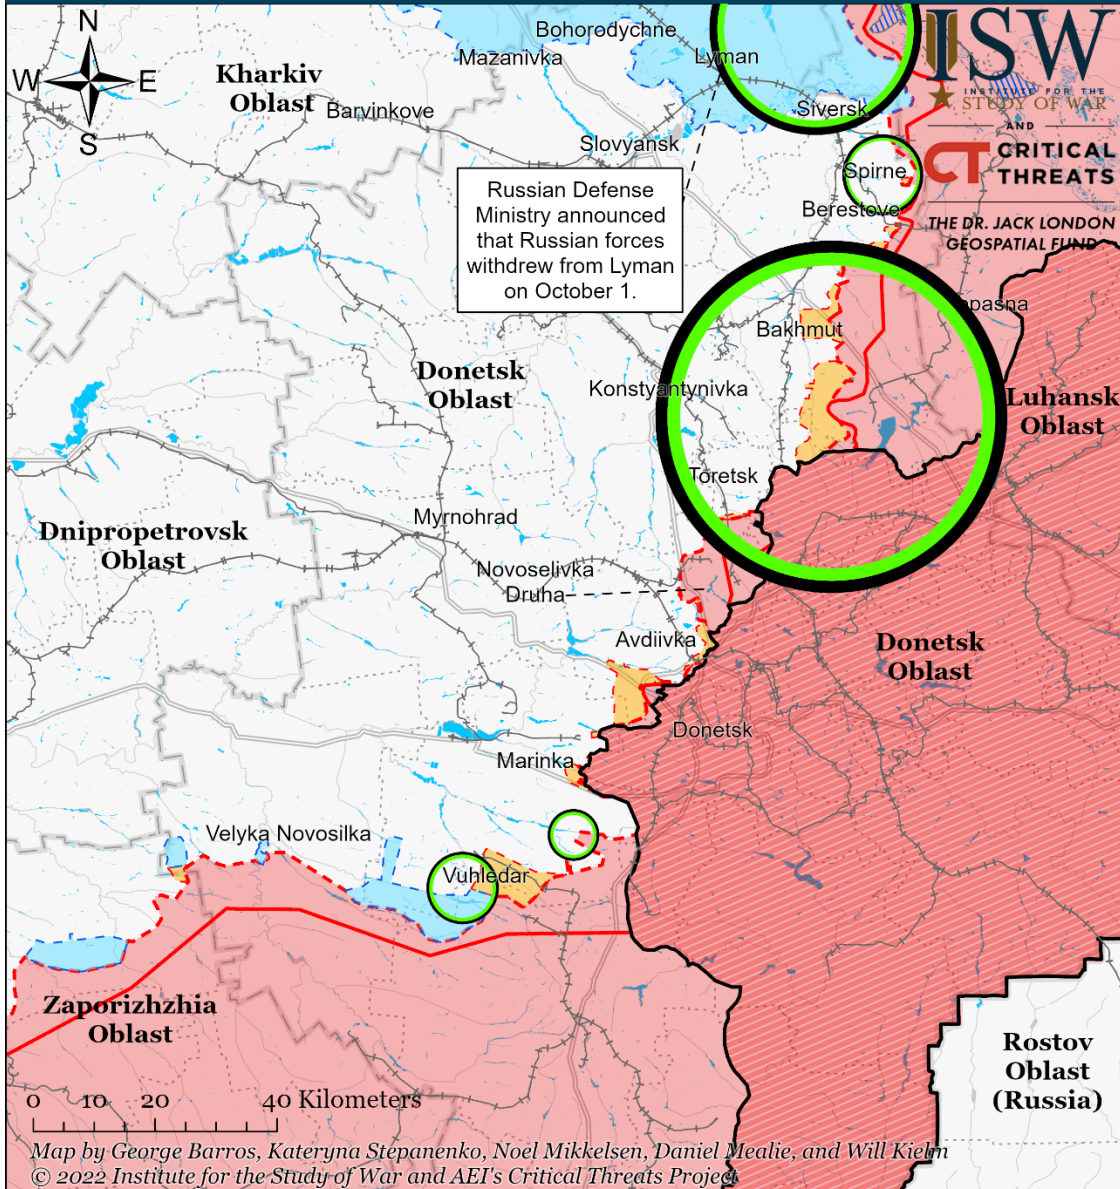 N
W
E
S
Kharkiv
Oblast
Bohorodychne
Mazanivka
Lyman
Barvinkove
Slovyansk
Siversk
Spirne
Berestove
ISW
INSTITUTE FOR THE
STUDY OF WAR
AND
CT CRITICAL
THREATS
THE DR. JACK LONDON
GEOSPATIAL FUND
Russian Defense
Ministry announced
that Russian forces
withdrew from Lyman
on October 1.
Bakhmut
Donetsk
Oblast
Konstyantynivka
Luhansk
Oblast
Toretsk
Myrnohrad
Dnipropetrovsk
Oblast
Novoselivka
Druha
Avdiivka
Donetsk
Oblast
Donetsk
Marinka
Velyka Novosilka
Vuhledar
Zaporizhzhia
Oblast
Rostov
Oblast
(Russia)
0 10 20 40 Kilometers
Map by George Barros, Kateryna Stepanenko, Noel Mikkelsen, Daniel Mealie, and Will Kielm
© 2022 Institute for the Study of War and AEI's Critical Threats Project